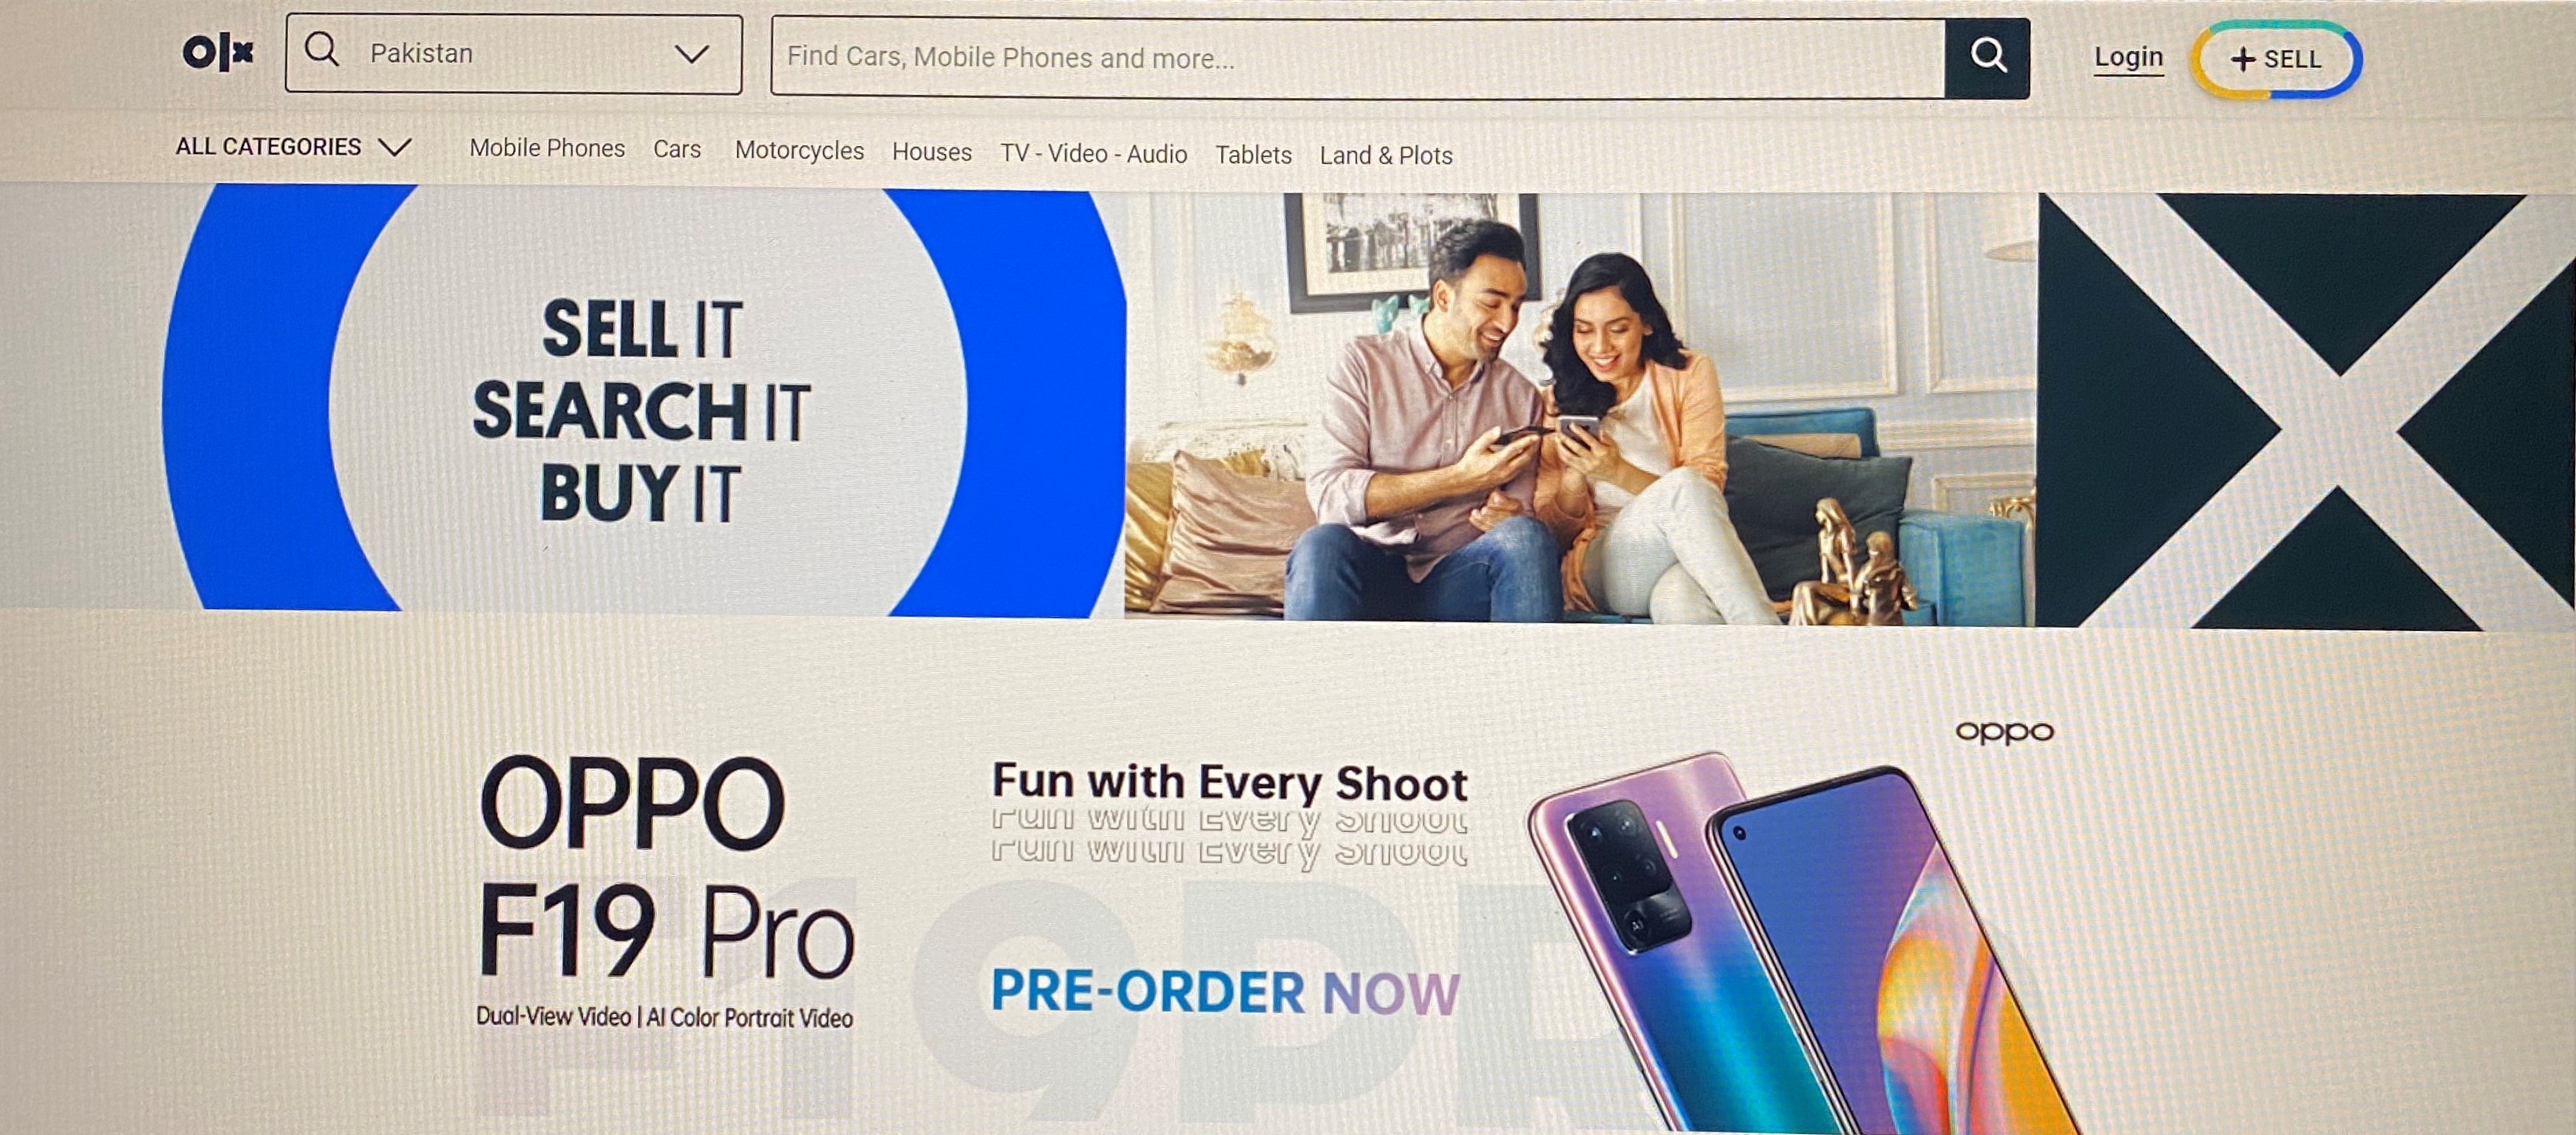 olx
Pakistan
Find Cars, Mobile Phones and more...
Login
+ SELL
ALL CATEGORIES
Mobile Phones Cars Motorcycles Houses TV - Video - Audio Tablets Land & Plots
SELL IT
SEARCH IT
BUY IT
oppo
OPPO
F19 Pro
Dual-View Video | AI Color Portrait Video
Fun with Every Shoot
Fun with Every Shoot
Fun with Every Shoot
PRE-ORDER NOW